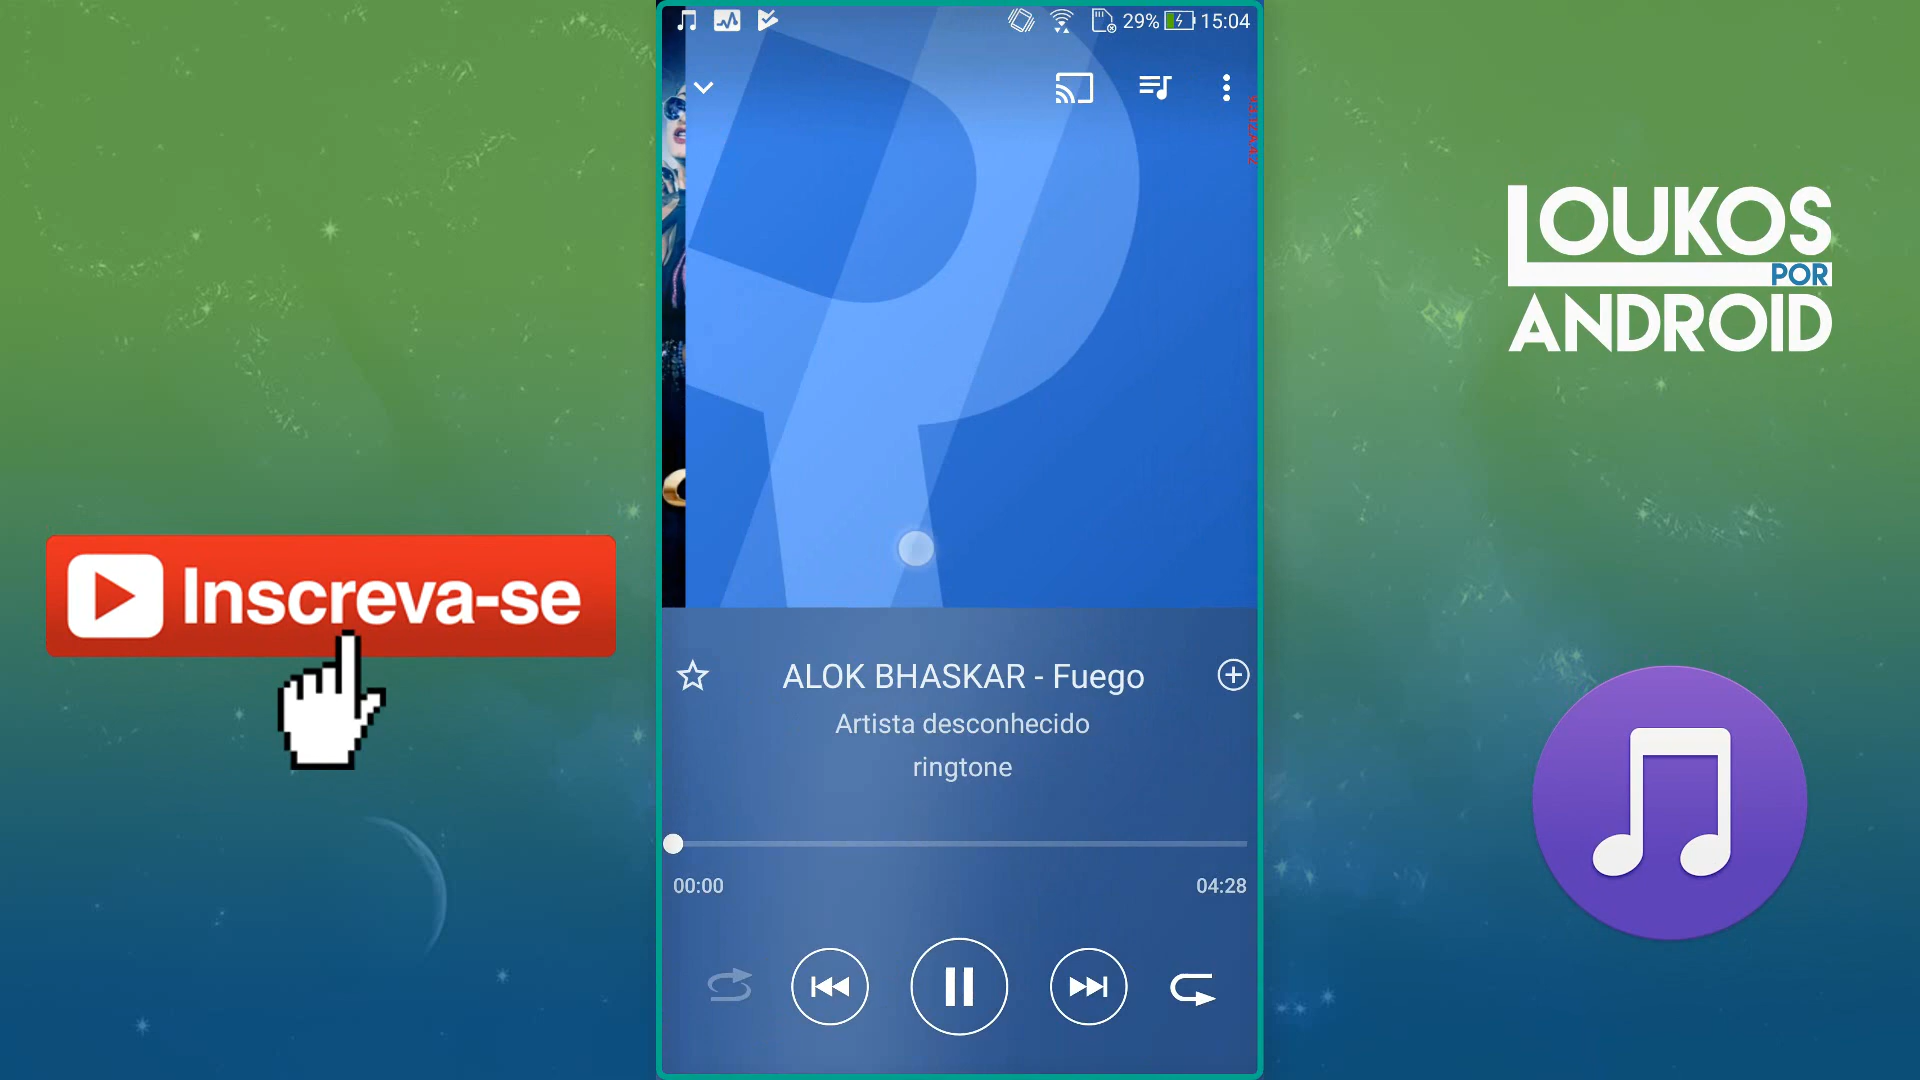 29% 15:04
LOUKOS
POR
ANDROID
Inscreva-se
ALOK BHASKAR - Fuego
Artista desconhecido
ringtone
00:00 04:28